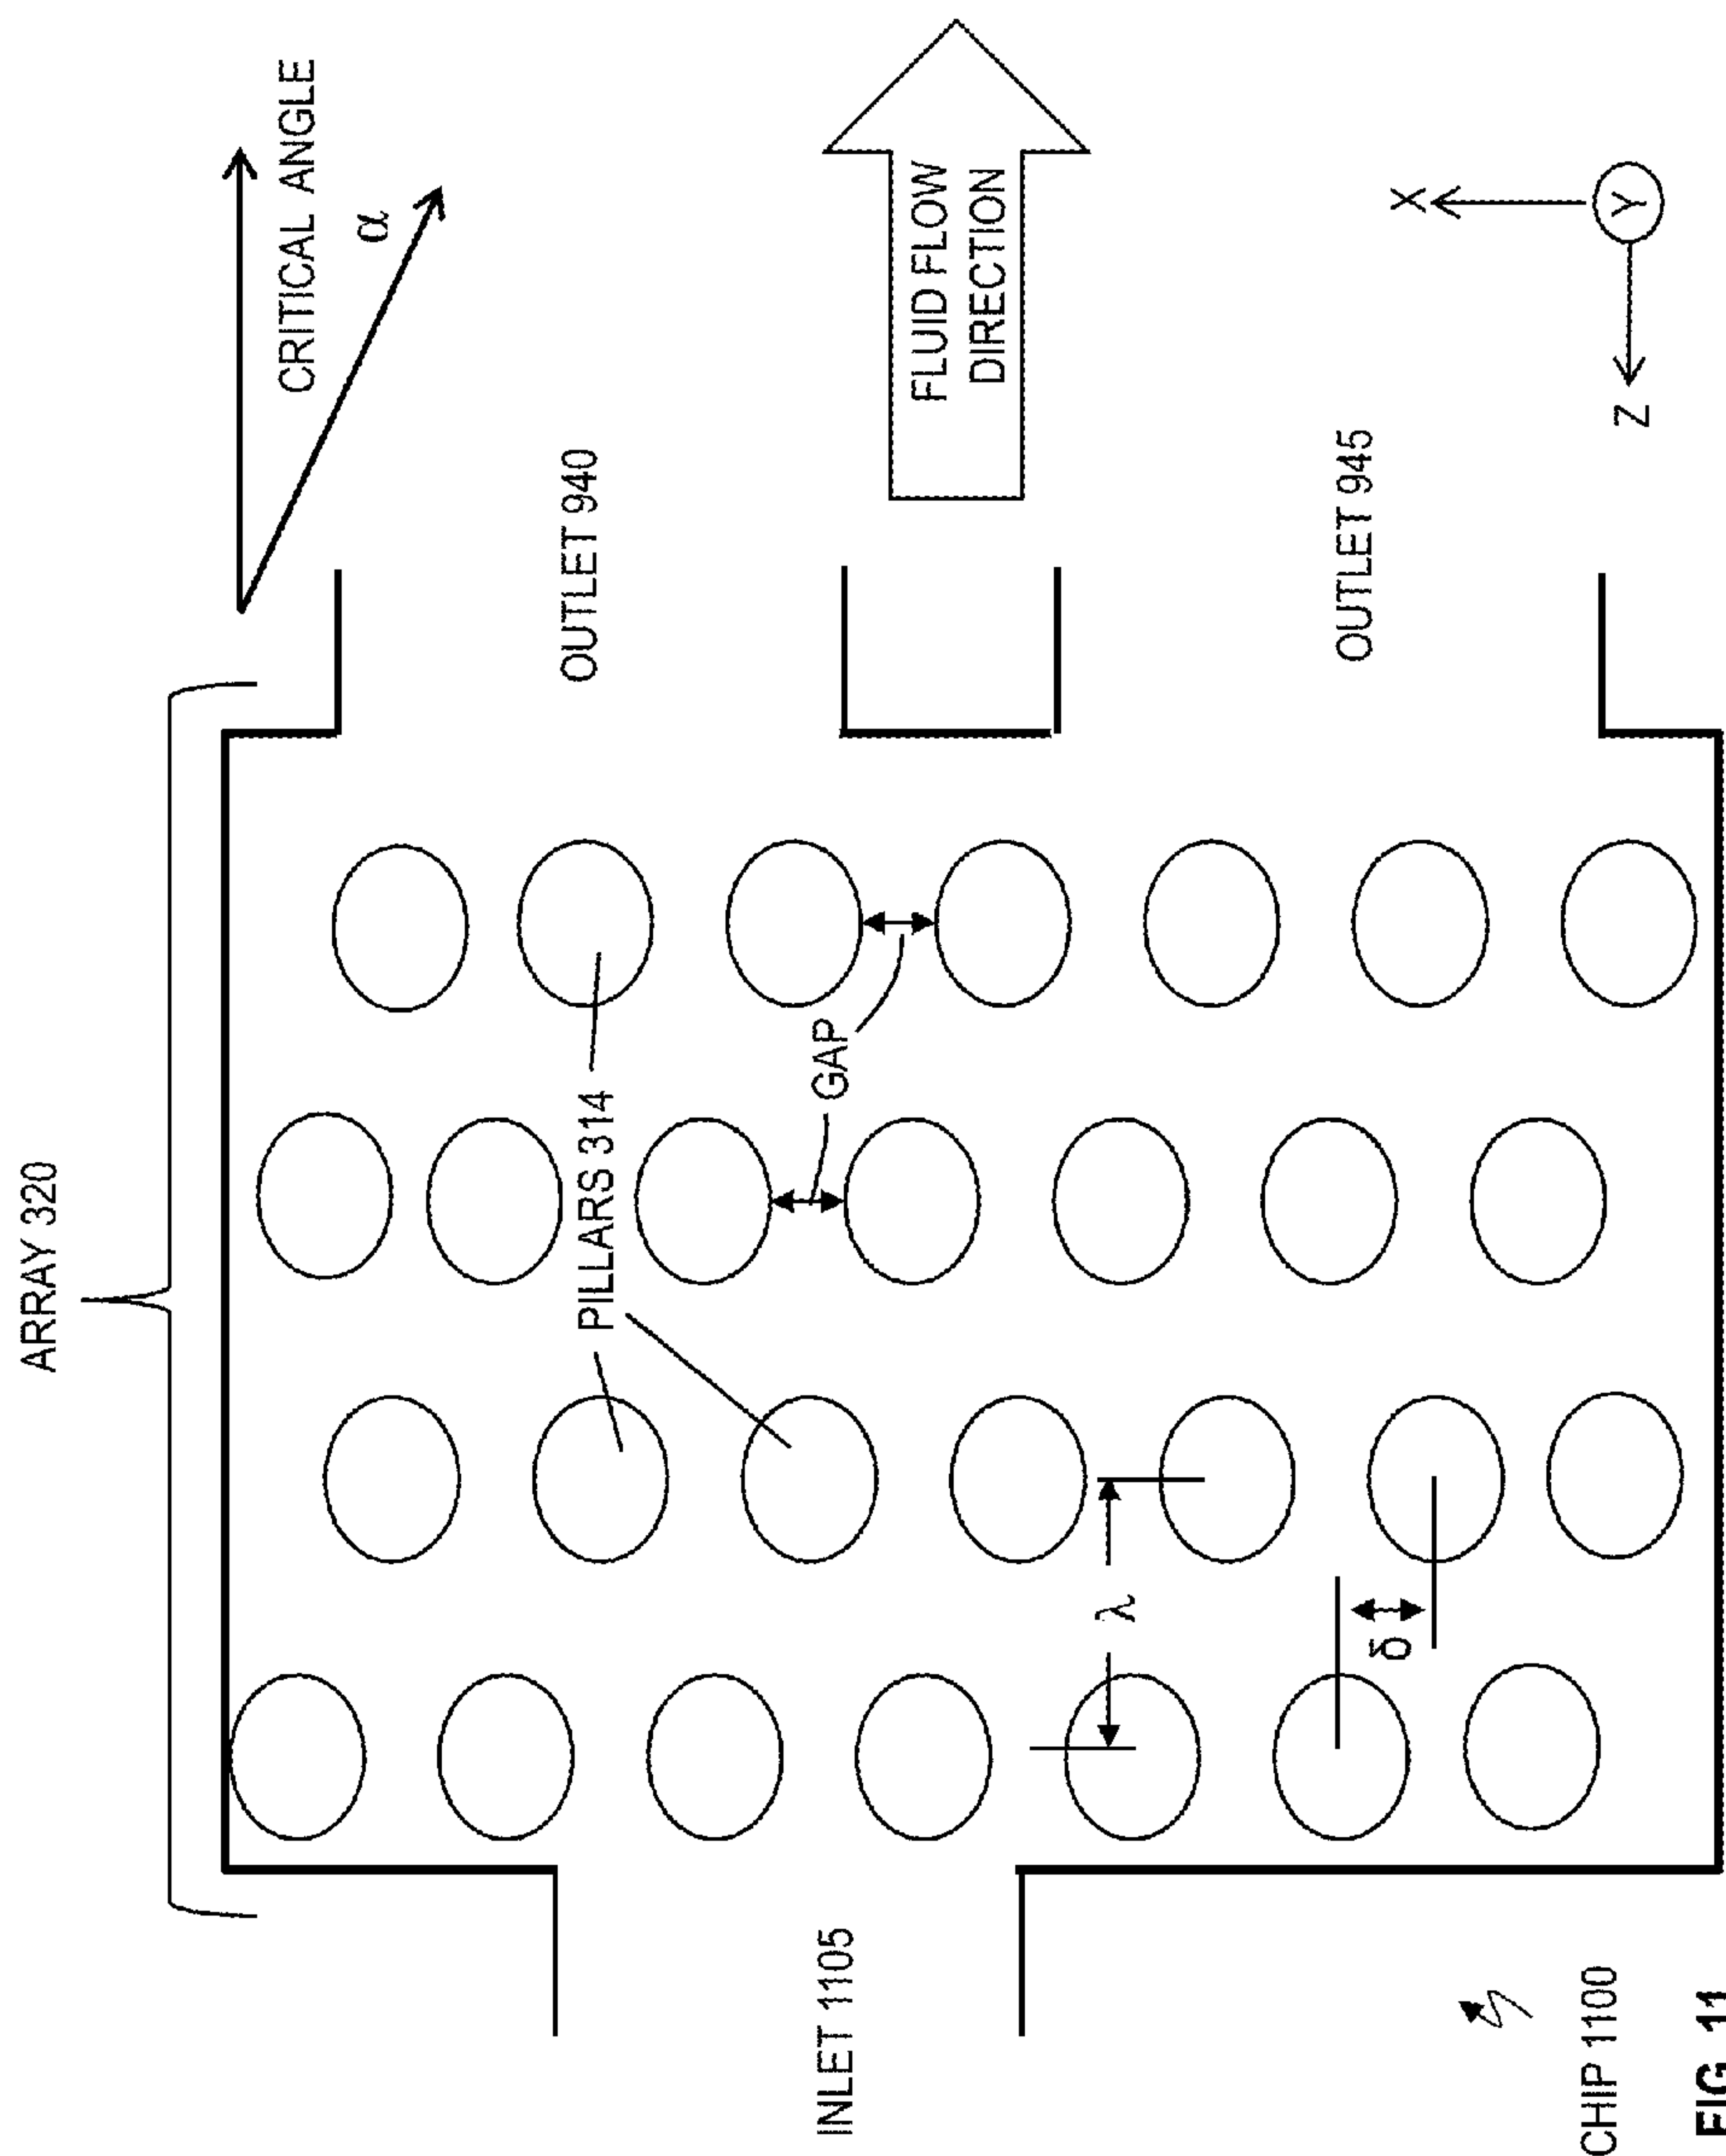 ARRAY 320
CRITICAL ANGLE
α
OUTLET 940
PILLARS 314
GAP
FLUID FLOW
DIRECTION
INLET 1105
λ
δ
OUTLET 945
X
Y
Z
CHIP 1100
FIG. 11